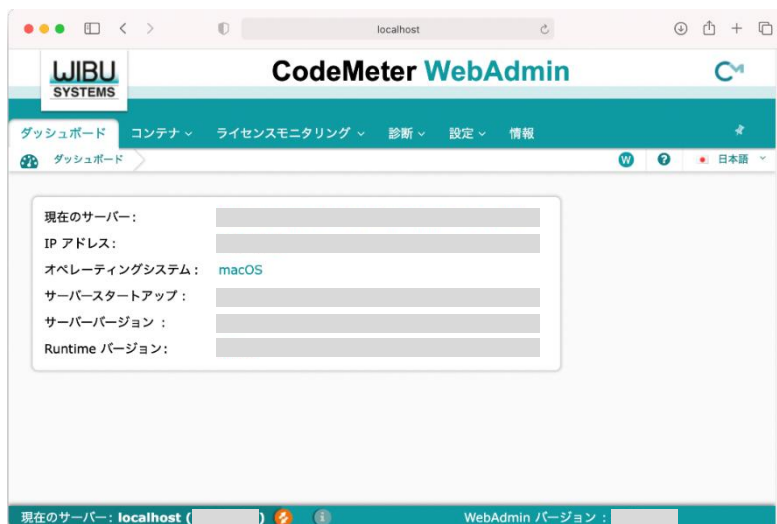 localhost
WIBU
SYSTEMS
CodeMeter WebAdmin
ダッシュボード コンテナ ライセンスモニタリング 診断 設定 情報
ダッシュボード W ? 日本語
現在のサーバー:
IP アドレス:
オペレーティングシステム: macOS
サーバースタートアップ:
サーバーバージョン :
Runtime バージョン:
現在のサーバー: localhost ( ) i WebAdmin バージョン :